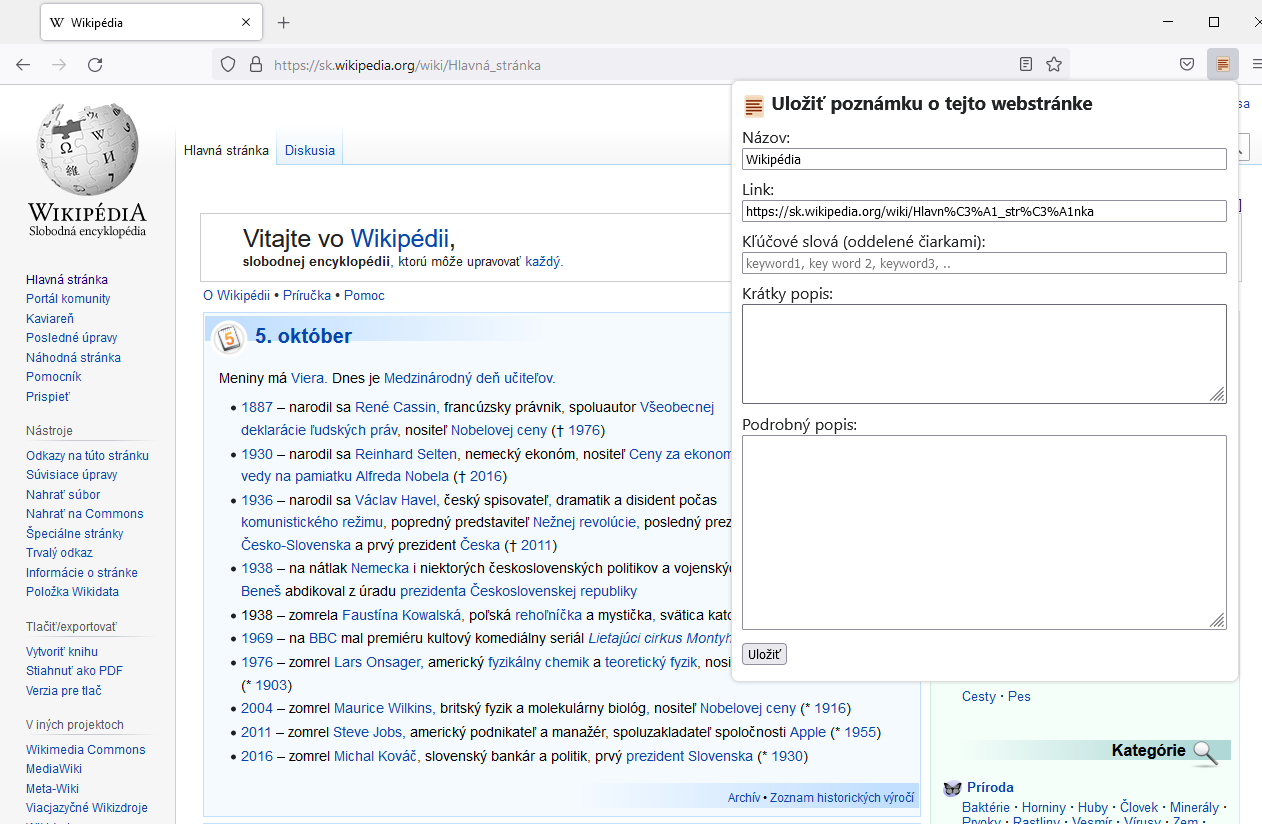 Wikipédia
https://sk.wikipedia.org/wiki/Hlavná_stránka
WIKIPÉDIA
Slobodná encyklopédia
Hlavná stránka
Portál komunity
Kaviareň
Posledné úpravy
Náhodná stránka
Pomocník
Prispieť
Nástroje
Odkazy na túto stránku
Súvisiace úpravy
Nahrať súbor
Nahrať na Commons
Špeciálne stránky
Trvalý odkaz
Informácie o stránke
Položka Wikidata
Tlačiť/exportovať
Vytvoriť knihu
Stiahnuť ako PDF
Verzia pre tlač
V iných projektoch
Wikimedia Commons
MediaWiki
Meta-Wiki
Viacjazyčné Wikizdroje
Hlavná stránka Diskusia
Vitajte vo Wikipédii,
slobodnej encyklopédii, ktorú môže upravovať každý.
O Wikipédii • Príručka • Pomoc
5. október
Meniny má Viera. Dnes je Medzinárodný deň učiteľov.
• 1887 – narodil sa René Cassin, francúzsky právnik, spoluautor Všeobecnej
deklarácie ľudských práv, nositeľ Nobelovej ceny († 1976)
• 1930 – narodil sa Reinhard Selten, nemecký ekonóm, nositeľ Ceny za ekonom
vedy na pamiatku Alfreda Nobela († 2016)
• 1936 – narodil sa Václav Havel, český spisovateľ, dramatik a disident počas
komunistického režimu, popredný predstaviteľ Nežnej revolúcie, posledný prez
Česko-Slovenska a prvý prezident Česka († 2011)
• 1938 – na nátlak Nemecka i niektorých československých politikov a vojenský
Beneš abdikoval z úradu prezidenta Československej republiky
• 1938 – zomrela Faustína Kowalská, poľská rehoľníčka a mystička, svätica kato
• 1969 – na BBC mal premiéru kultový komediálny seriál Lietajúci cirkus Monty
• 1976 – zomrel Lars Onsager, americký fyzikálny chemik a teoretický fyzik, nosi
(* 1903)
• 2004 – zomrel Maurice Wilkins, britský fyzik a molekulárny biológ, nositeľ Nobelovej ceny (* 1916)
• 2011 – zomrel Steve Jobs, americký podnikateľ a manažér, spoluzakladateľ spoločnosti Apple (* 1955)
• 2016 – zomrel Michal Kováč, slovenský bankár a politik, prvý prezident Slovenska (* 1930)
Archív • Zoznam historických výročí
Uložiť poznámku o tejto webstránke
Názov:
Wikipédia
Link:
https://sk.wikipedia.org/wiki/Hlavn%C3%A1_str%C3%A1nka
Kľúčové slová (oddelené čiarkami):
keyword1, key word 2, keyword3, ..
Krátky popis:
Podrobný popis:
Uložiť
Cesty · Pes
Kategórie
Príroda
Baktérie · Horniny · Huby · Človek · Minerály ·
Prvoky · Rastliny · Vesmír · Vírusy · Zem ·